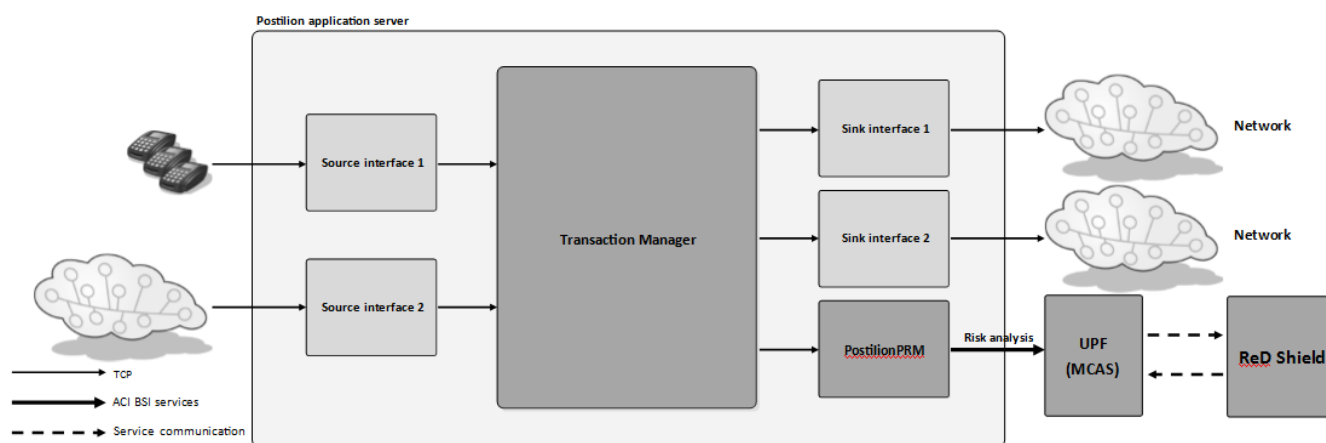 Postilion application server
Sink interface 1
Network
Source interface 1
Transaction Manager
Sink interface 2
Network
Source interface 2
PostilionPRM
Risk analysis
UPF
(MCAS)
ReD Shield
TCP
ACI BSI services
Service communication